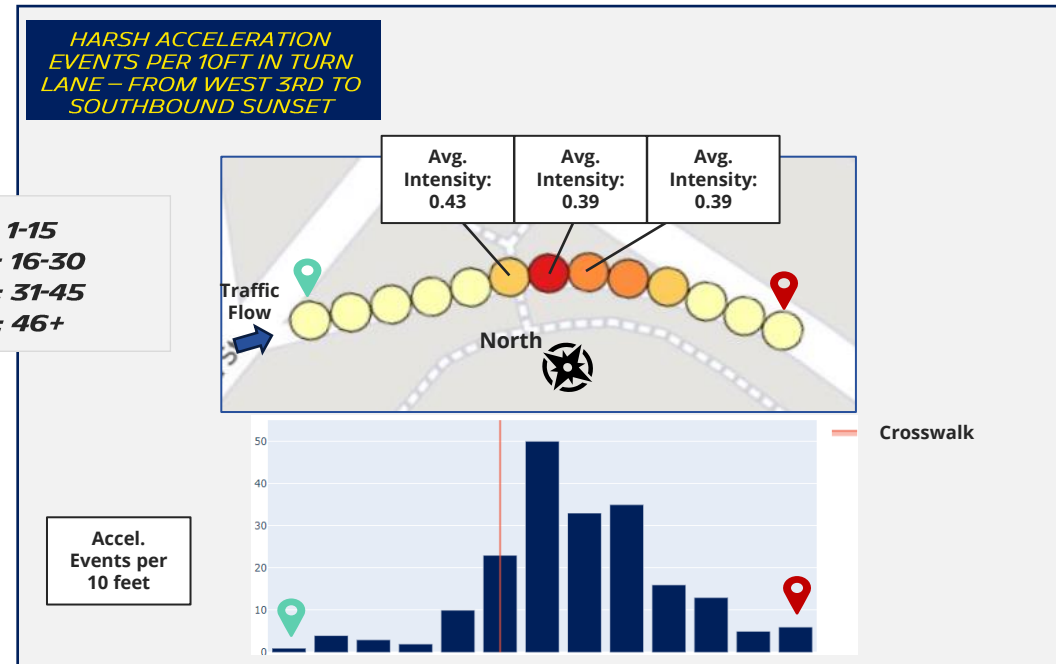 HARSH ACCELERATION
EVENTS PER 10FT IN TURN
LANE – FROM WEST 3RD TO
SOUTHBOUND SUNSET
1-15
: 16-30
: 31-45
: 46+
Avg.
Intensity:
0.43
Avg.
Intensity:
0.39
Avg.
Intensity:
0.39
Traffic
Flow
North
Crosswalk
50
40
30
20
10
0
Accel.
Events per
10 feet